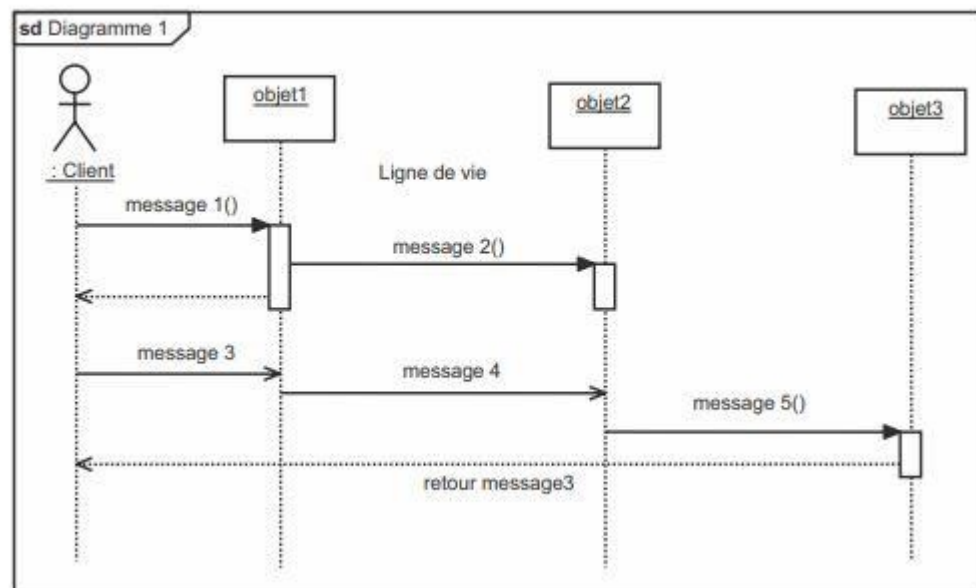 sd Diagramme 1
objet1
objet2
objet3
: Client
Ligne de vie
message 1()
message 2()
message 3
message 4
message 5()
retour message3